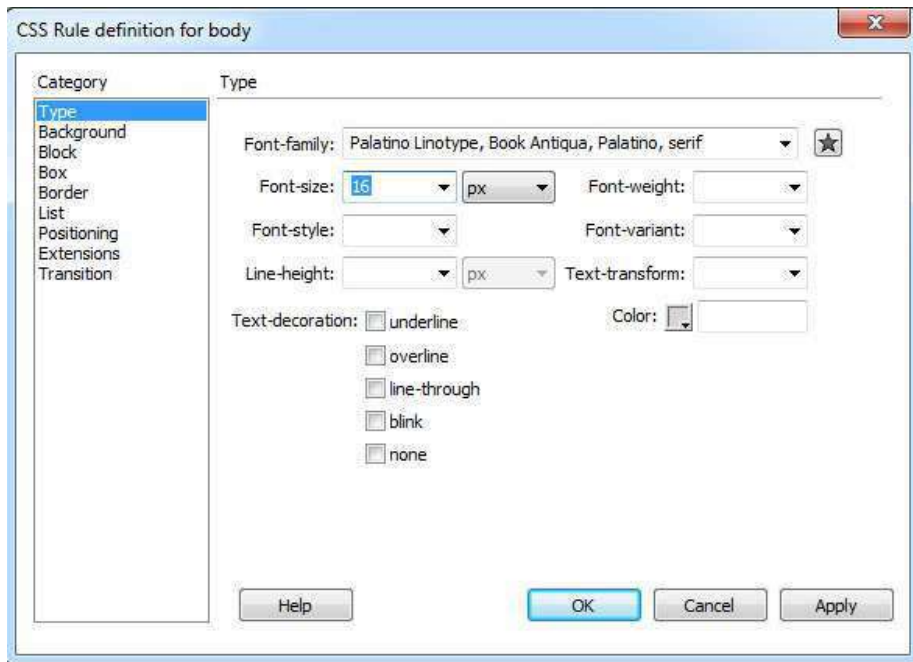 CSS Rule definition for body
Category
Type
Background
Block
Box
Border
List
Positioning
Extensions
Transition
Type
Font-family: Palatino Linotype, Book Antiqua, Palatino, serif
Font-size: 16 px Font-weight:
Font-style: Font-variant:
Line-height: px Text-transform:
Text-decoration: underline Color:
overline
line-through
blink
none
Help OK Cancel Apply